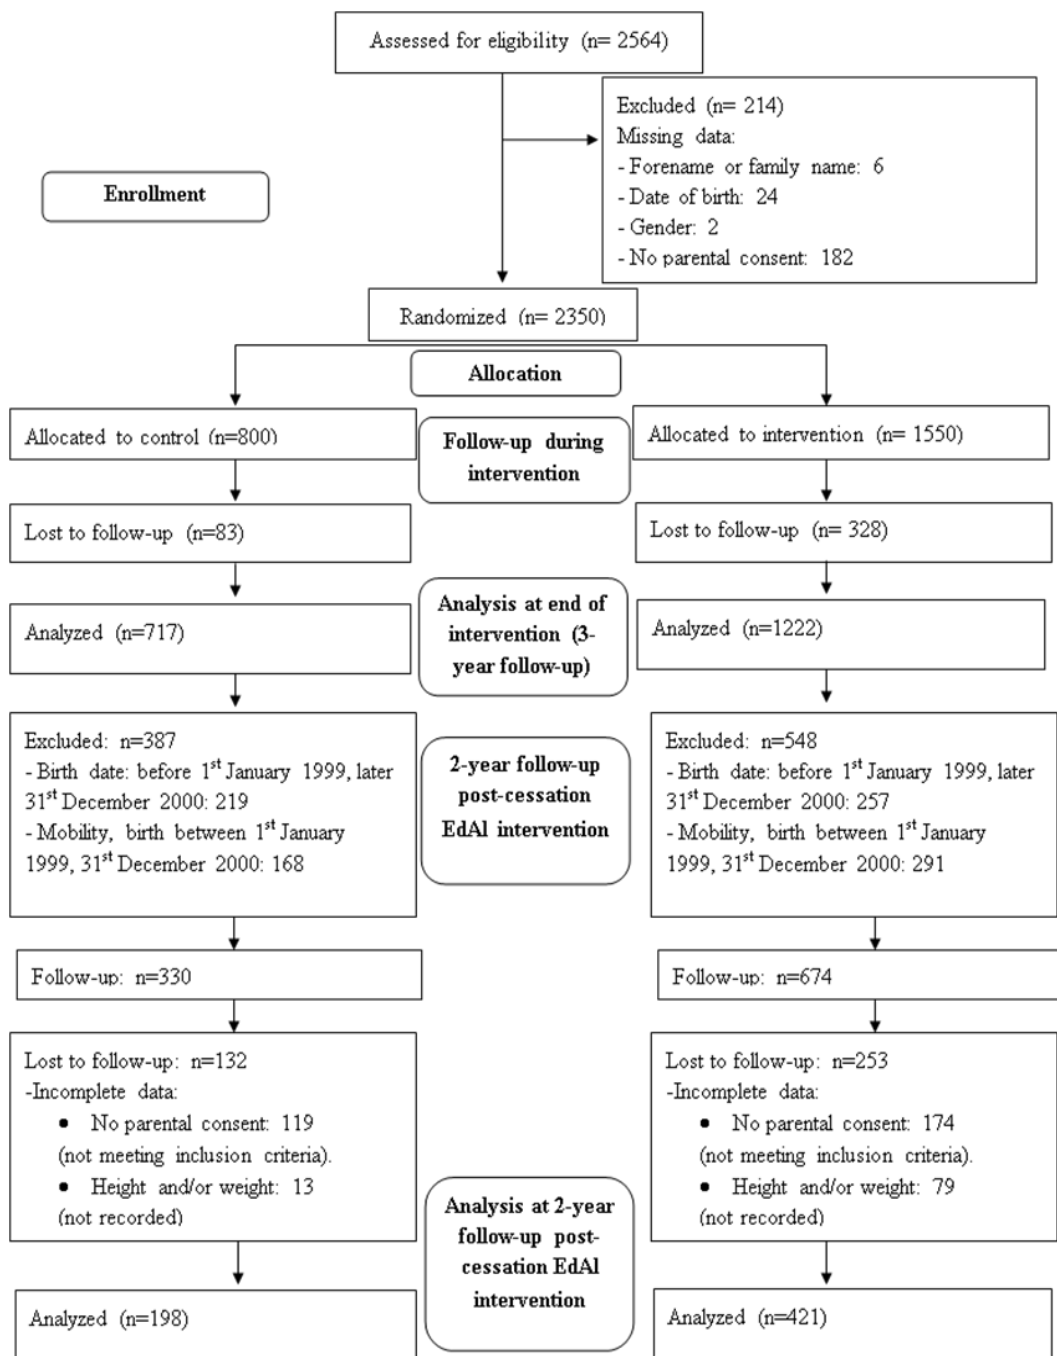 Assessed for eligibility (n= 2564)
Excluded (n= 214)
Missing data:
- Forename or family name: 6
- Date of birth: 24
- Gender: 2
- No parental consent: 182
Enrollment
Randomized (n= 2350)
Allocation
Allocated to control (n=800)
Follow-up during
intervention
Allocated to intervention (n= 1550)
Lost to follow-up (n=83)
Lost to follow-up (n= 328)
Analyzed (n=717)
Analysis at end of
intervention (3-
year follow-up)
Analyzed (n=1222)
Excluded: n=387
- Birth date: before 1st January 1999, later
31st December 2000: 219
- Mobility, birth between 1st January
1999, 31st December 2000: 168
2-year follow-up
post-cessation
EdAl intervention
Excluded: n=548
- Birth date: before 1st January 1999, later
31st December 2000: 257
- Mobility, birth between 1st January
1999, 31st December 2000: 291
Follow-up: n=330
Follow-up: n=674
Lost to follow-up: n=132
-Incomplete data:
• No parental consent: 119
(not meeting inclusion criteria).
• Height and/or weight: 13
(not recorded)
Lost to follow-up: n=253
-Incomplete data:
• No parental consent: 174
(not meeting inclusion criteria).
• Height and/or weight: 79
(not recorded)
Analysis at 2-year
follow-up post-
cessation EdAl
intervention
Analyzed (n=198)
Analyzed (n=421)